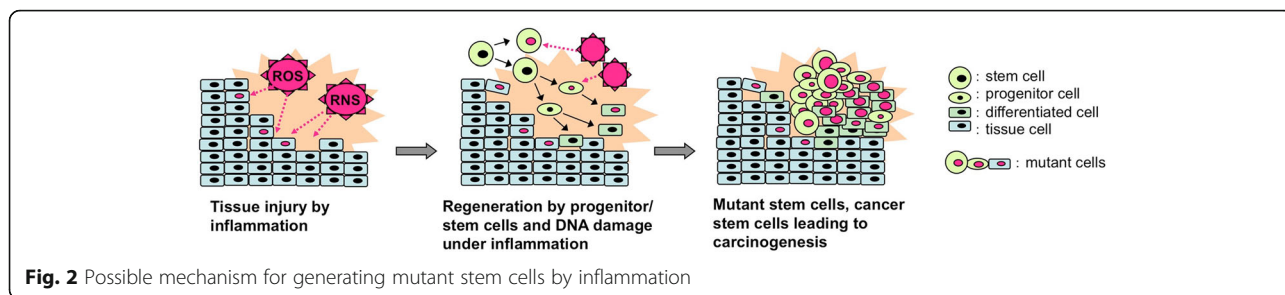 ROS
RNS
: stem cell
: progenitor cell
: differentiated cell
: tissue cell
: mutant cells
Tissue injury by
inflammation
Regeneration by progenitor/
stem cells and DNA damage
under inflammation
Mutant stem cells, cancer
stem cells leading to
carcinogenesis
Fig. 2 Possible mechanism for generating mutant stem cells by inflammation